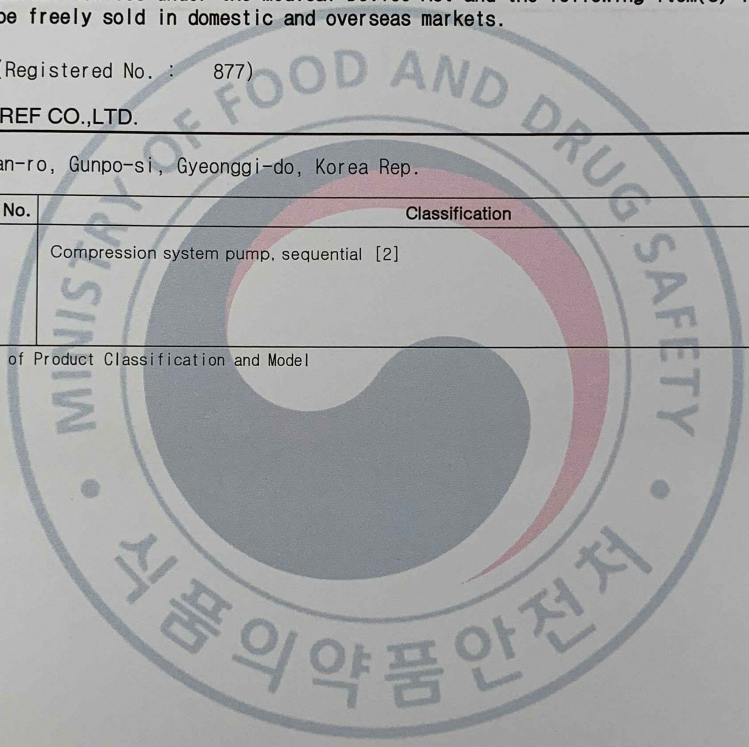 be freely sold in domestic and overseas markets.
(Registered No. : 877)
REF CO.,LTD.
an-ro, Gunpo-si, Gyeonggi-do, Korea Rep.
No. Classification
Compression system pump, sequential [2]
of Product Classification and Model
MINISTRY OF FOOD AND DRUG SAFETY
식품의약품안전처